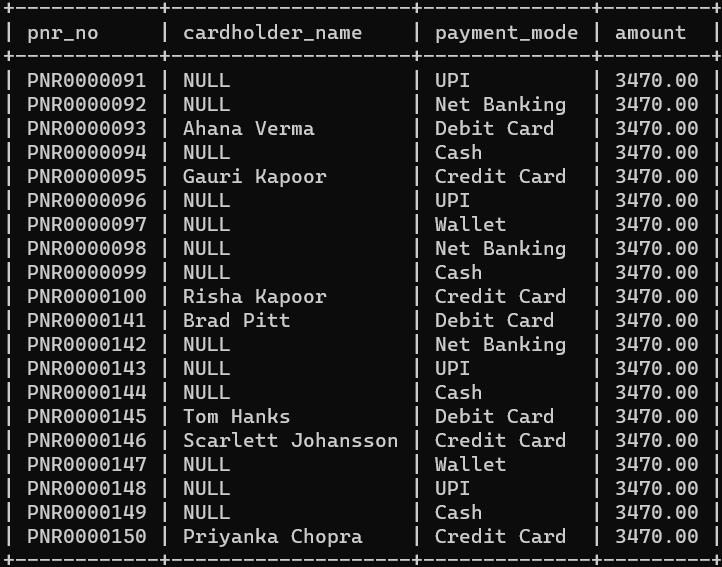 +------------+--------------------+--------------+---------+
| pnr_no     | cardholder_name    | payment_mode | amount  |
+------------+--------------------+--------------+---------+
| PNR0000091 | NULL               | UPI          | 3470.00 |
| PNR0000092 | NULL               | Net Banking  | 3470.00 |
| PNR0000093 | Ahana Verma        | Debit Card   | 3470.00 |
| PNR0000094 | NULL               | Cash         | 3470.00 |
| PNR0000095 | Gauri Kapoor       | Credit Card  | 3470.00 |
| PNR0000096 | NULL               | UPI          | 3470.00 |
| PNR0000097 | NULL               | Wallet       | 3470.00 |
| PNR0000098 | NULL               | Net Banking  | 3470.00 |
| PNR0000099 | NULL               | Cash         | 3470.00 |
| PNR0000100 | Risha Kapoor       | Credit Card  | 3470.00 |
| PNR0000141 | Brad Pitt          | Debit Card   | 3470.00 |
| PNR0000142 | NULL               | Net Banking  | 3470.00 |
| PNR0000143 | NULL               | UPI          | 3470.00 |
| PNR0000144 | NULL               | Cash         | 3470.00 |
| PNR0000145 | Tom Hanks          | Debit Card   | 3470.00 |
| PNR0000146 | Scarlett Johansson | Credit Card  | 3470.00 |
| PNR0000147 | NULL               | Wallet       | 3470.00 |
| PNR0000148 | NULL               | UPI          | 3470.00 |
| PNR0000149 | NULL               | Cash         | 3470.00 |
| PNR0000150 | Priyanka Chopra    | Credit Card  | 3470.00 |
+------------+--------------------+--------------+---------+